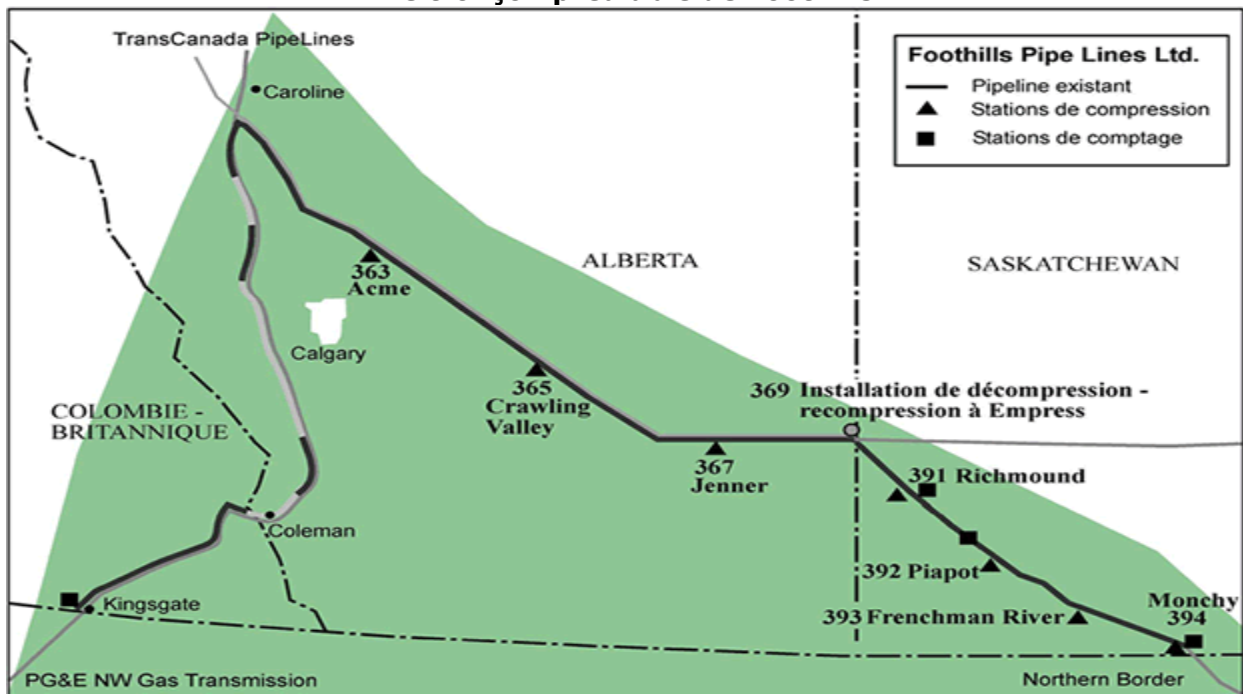 TransCanada PipeLines
Caroline
Foothills Pipe Lines Ltd.
Pipeline existant
Stations de compression
Stations de comptage
363
Acme
ALBERTA
SASKATCHEWAN
Calgary
365
Crawling
Valley
369 Installation de décompression -
recompression à Empress
COLOMBIE -
BRITANNIQUE
367
Jenner
391 Richmound
Coleman
392 Piapot
Kingsgate
393 Frenchman River
Monchy
394
PG&E NW Gas Transmission
Northern Border